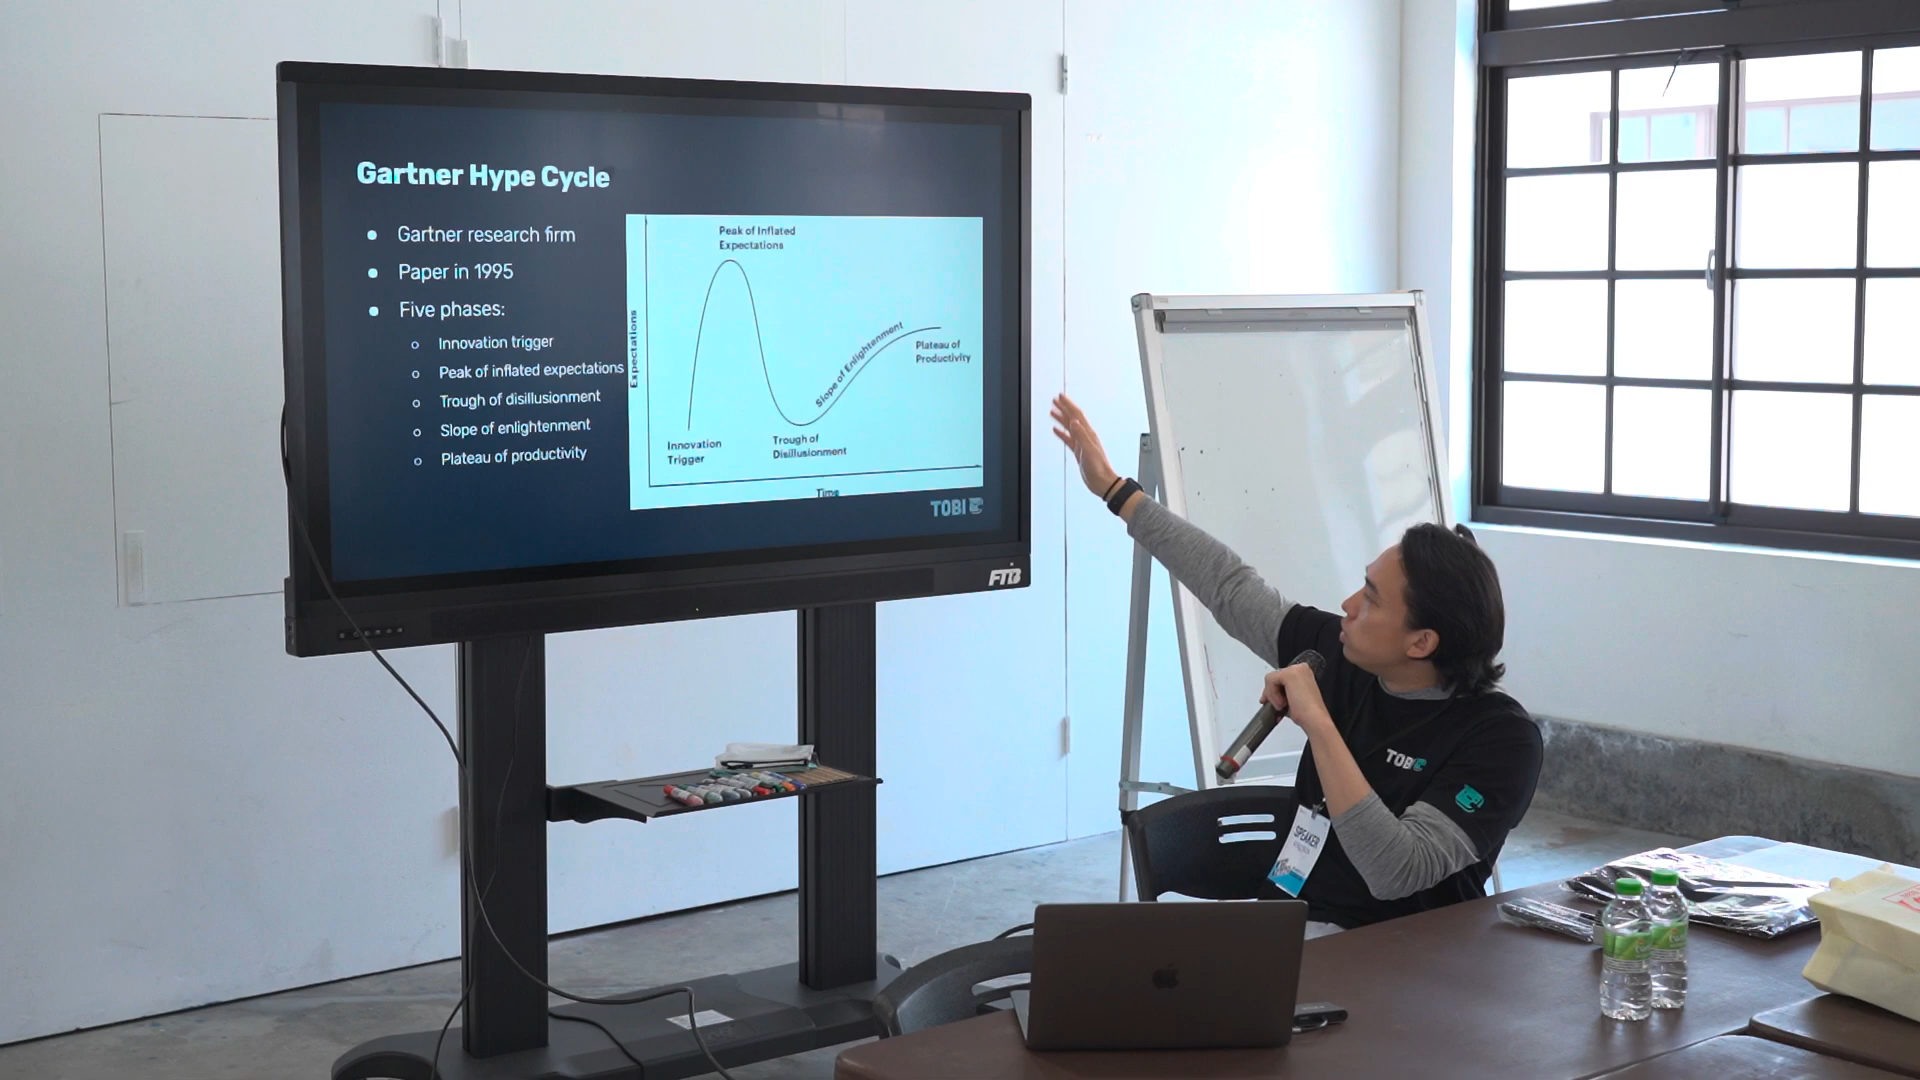 Gartner Hype Cycle
Gartner research firm
Paper in 1995
Five phases:
Innovation trigger
Peak of inflated expectations
Trough of disillusionment
Slope of enlightenment
Plateau of productivity
Peak of Inflated
Expectations
Expectations
Slope of Enlightenment
Plateau of
Productivity
Innovation
Trigger
Trough of
Disillusionment
Time
TOBI
FTB
TOBI
SPEAKER